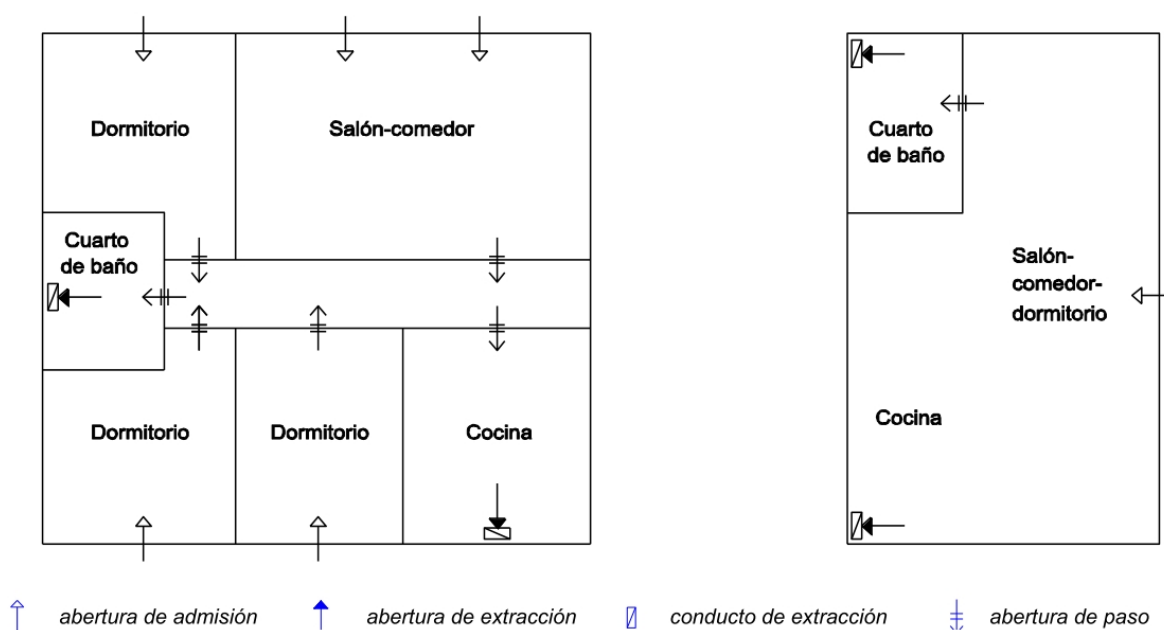 Dormitorio
Salón-comedor
Cuarto
de baño
Dormitorio
Dormitorio
Cocina
Cuarto
de baño
Salón-
comedor-
dormitorio
Cocina
abertura de admisión
abertura de extracción
conducto de extracción
abertura de paso